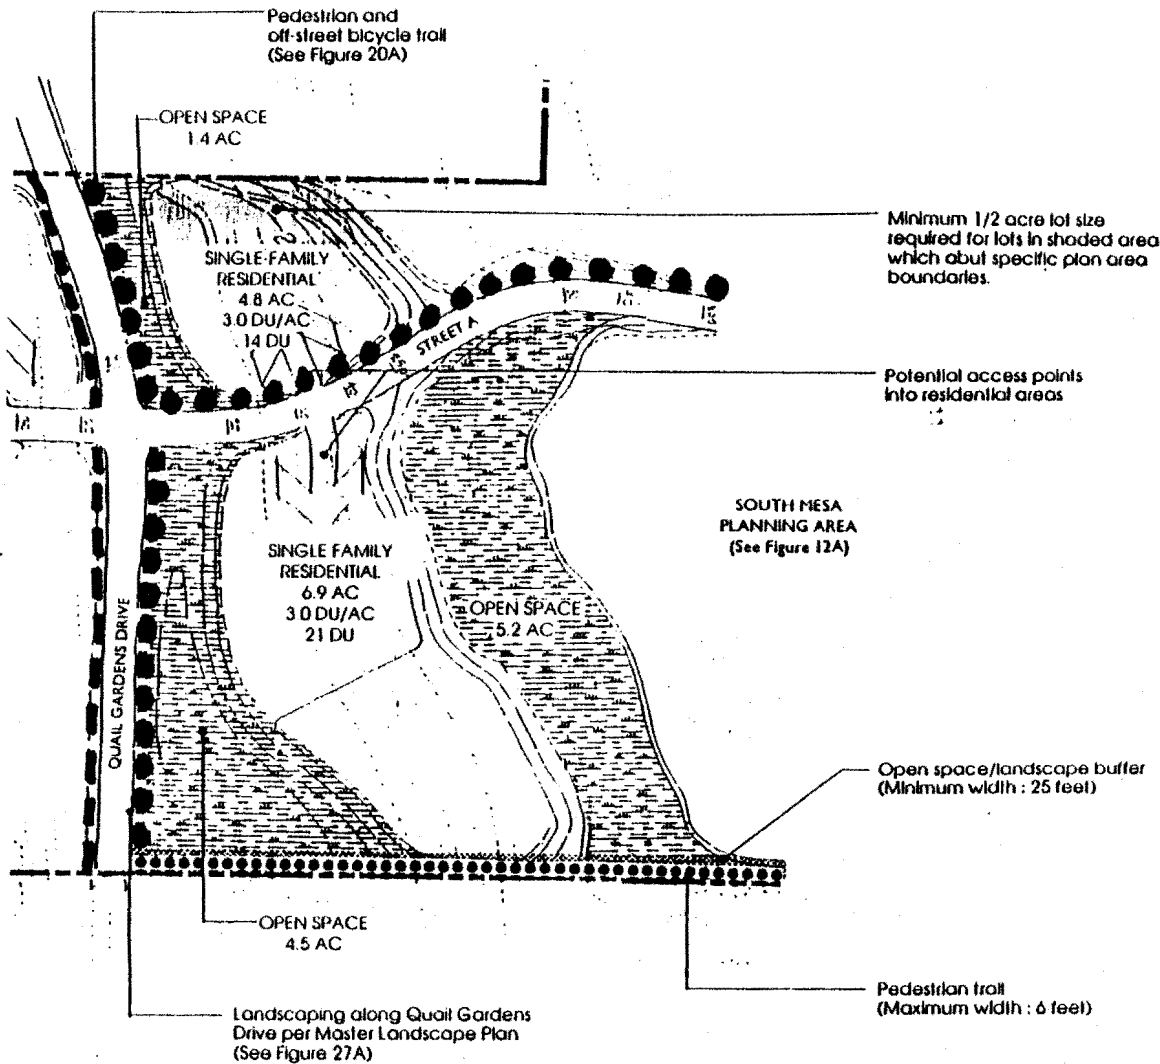 Pedestrian and
off-street bicycle trail
(See Figure 20A)
OPEN SPACE
1.4 AC
Minimum 1/2 acre lot size
required for lots in shaded area
which abut specific plan area
boundaries.
SINGLE-FAMILY
RESIDENTIAL
4.8 AC
3.0 DU/AC
14 DU
STREET A
Potential access points
into residential areas
SOUTH MESA
PLANNING AREA
(See Figure 12A)
SINGLE FAMILY
RESIDENTIAL
6.9 AC
3.0 DU/AC
21 DU
OPEN SPACE
5.2 AC
QUAIL GARDENS DRIVE
Open space/landscape buffer
(Minimum width : 25 feet)
OPEN SPACE
4.5 AC
Pedestrian trail
(Maximum width : 6 feet)
Landscaping along Quail Gardens
Drive per Master Landscape Plan
(See Figure 27A)